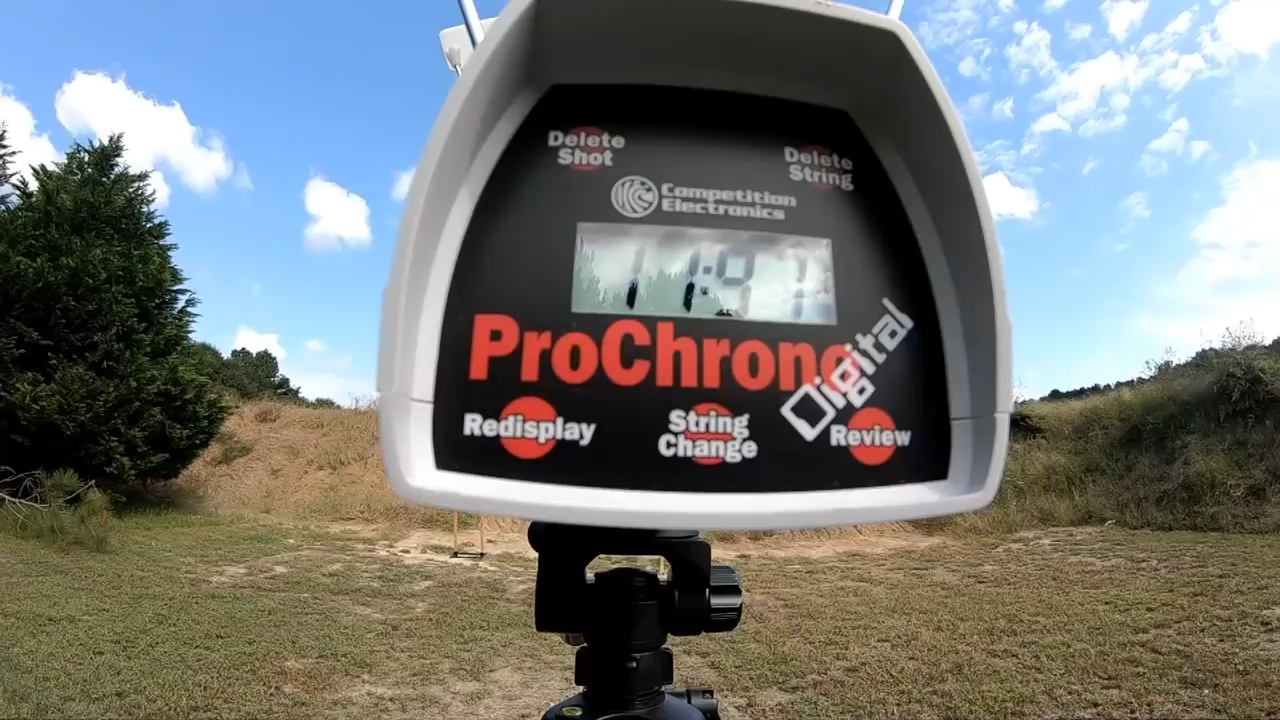 Delete
Shot
Delete
String
Competition
Electronics
ProChrono
Digital
Redisplay
String
Change
Review